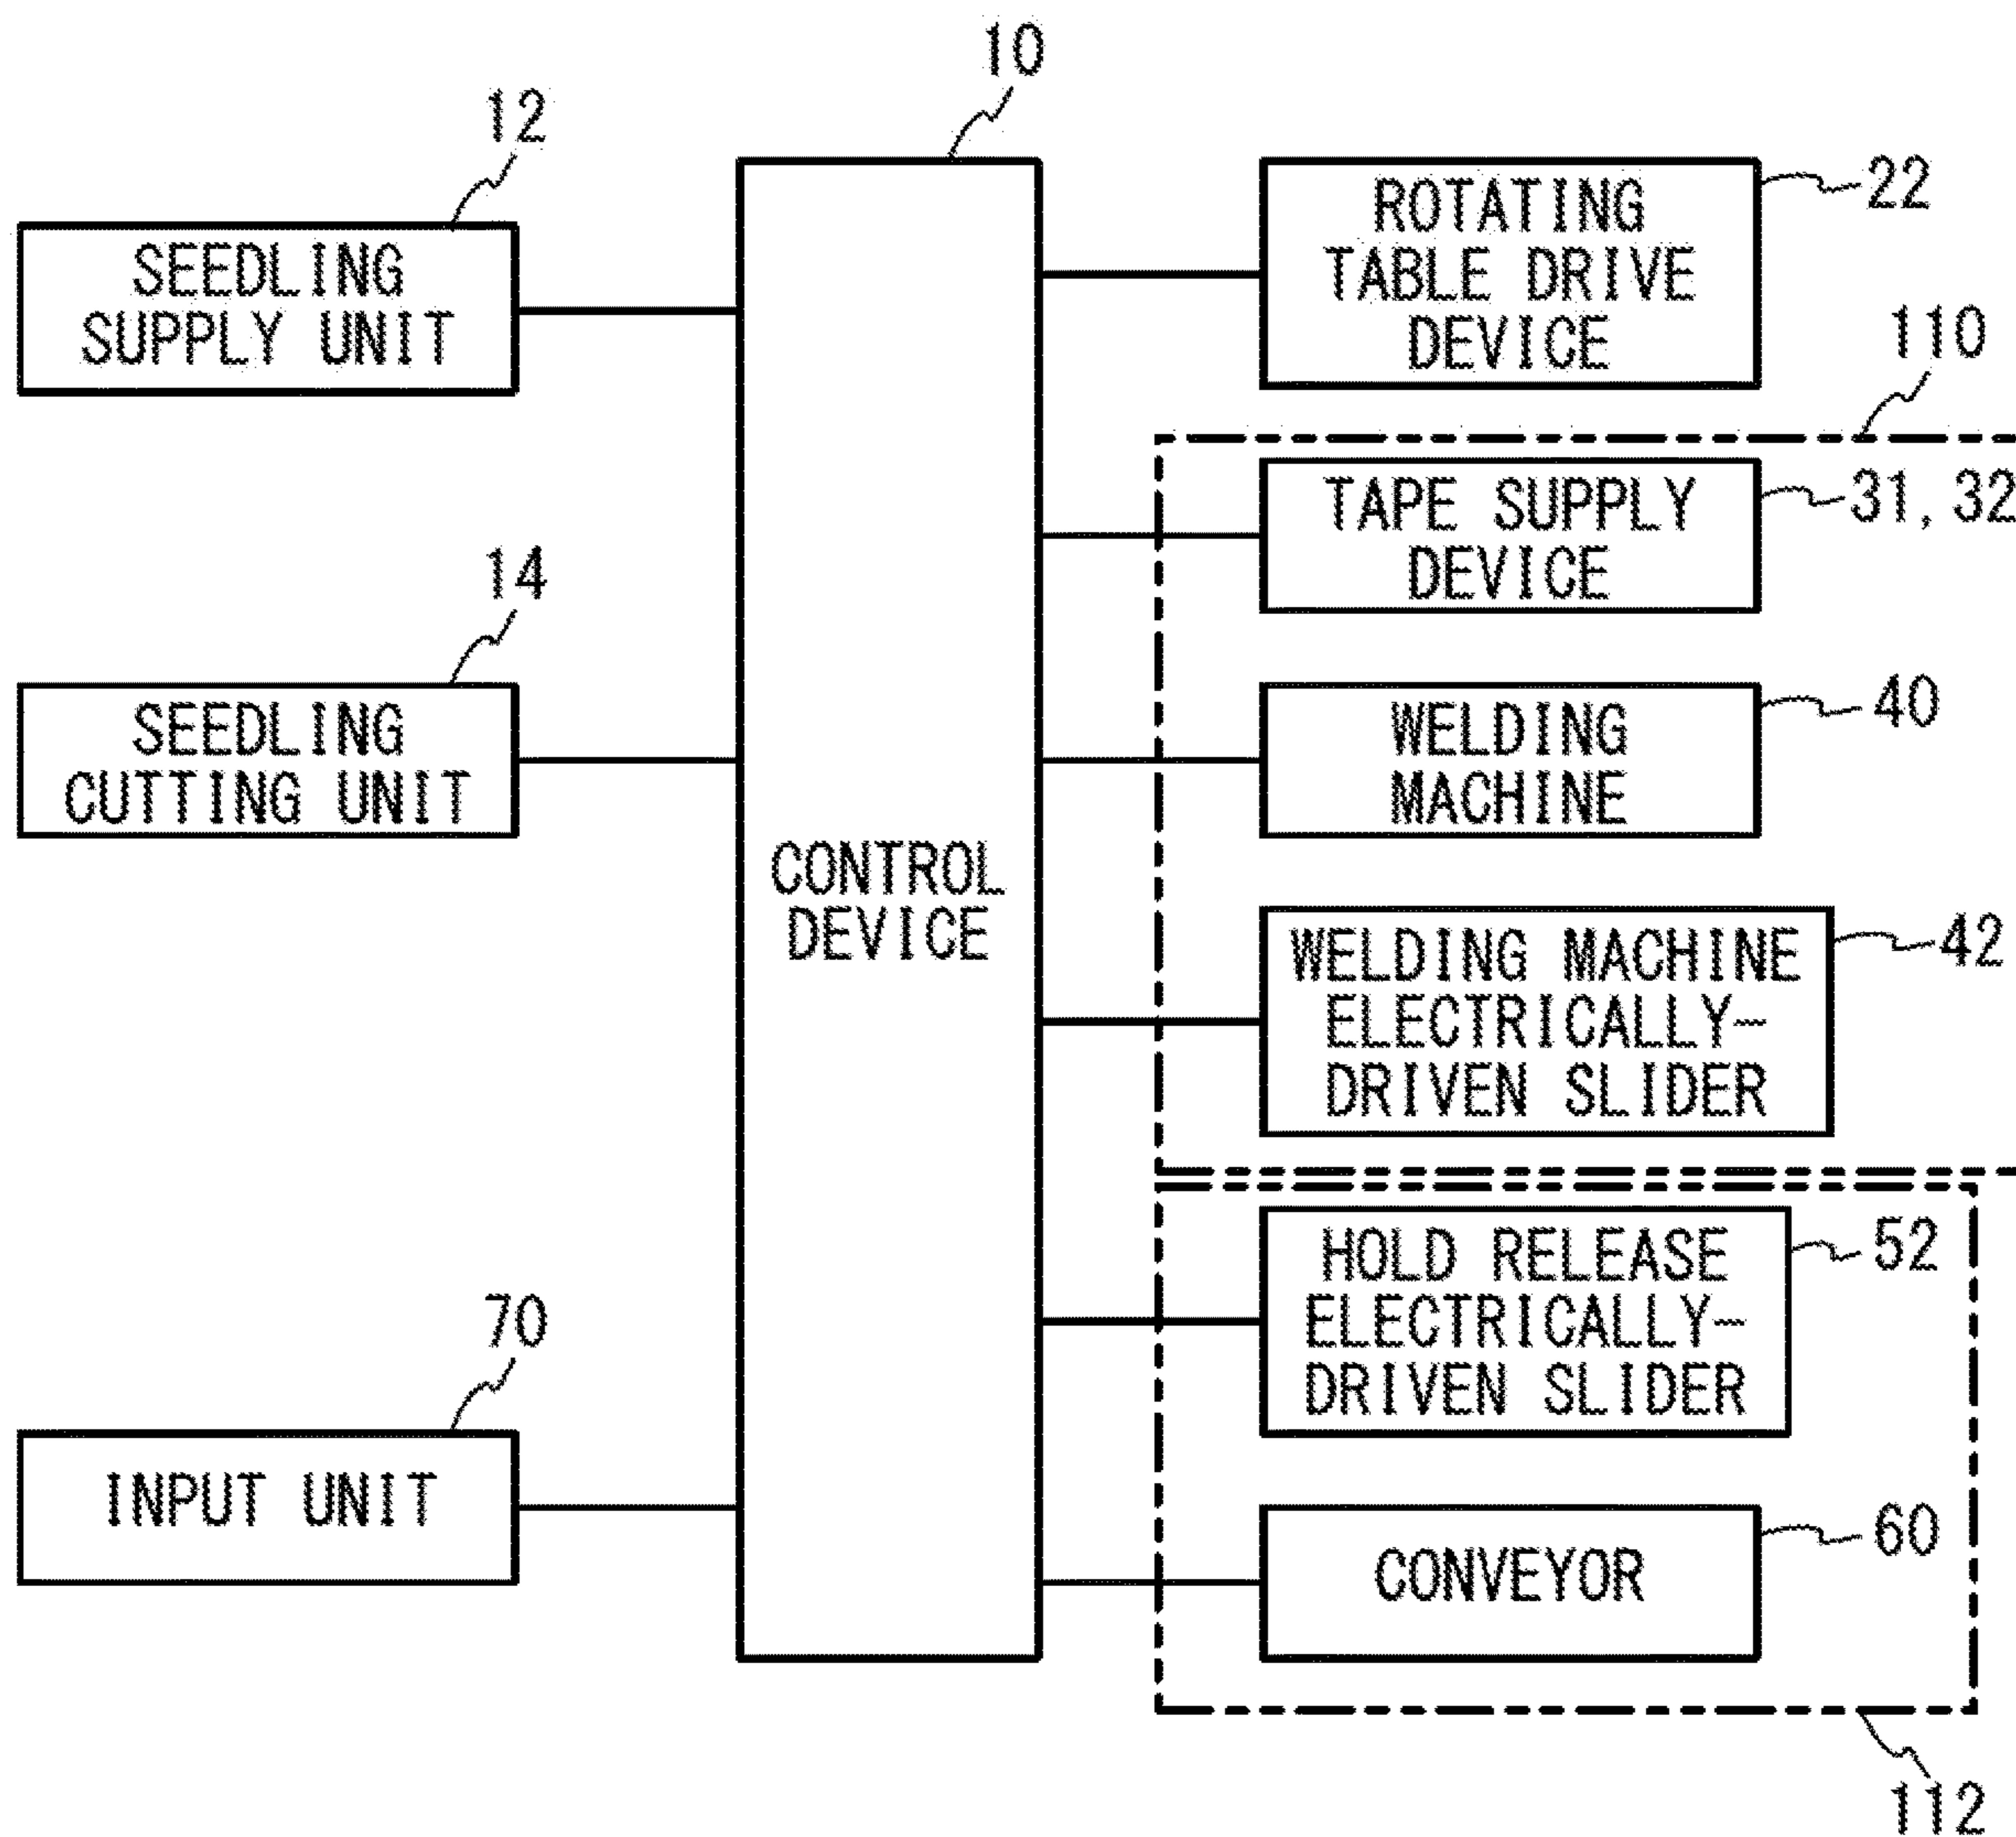 10
12
SEEDLING
SUPPLY UNIT
14
SEEDLING
CUTTING UNIT
70
INPUT UNIT
CONTROL
DEVICE
ROTATING
TABLE DRIVE
DEVICE
22
110
TAPE SUPPLY
DEVICE
31, 32
WELDING
MACHINE
40
WELDING MACHINE
ELECTRICALLY-
DRIVEN SLIDER
42
HOLD RELEASE
ELECTRICALLY-
DRIVEN SLIDER
52
CONVEYOR
60
112